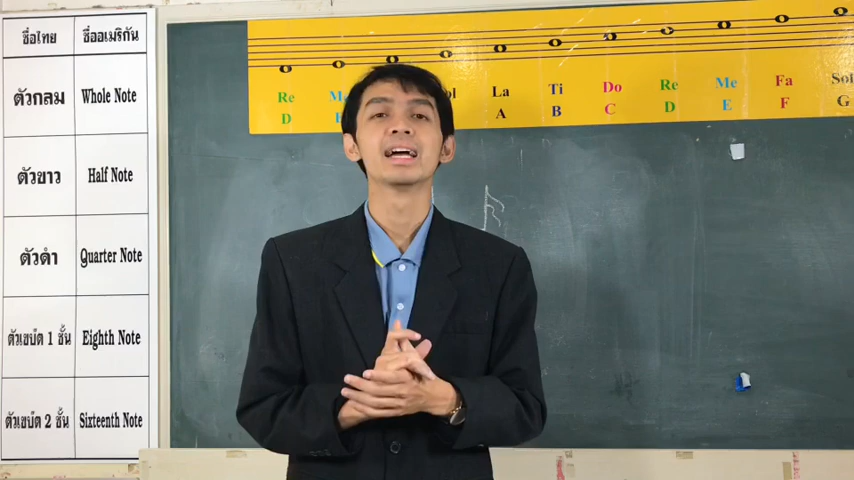 ชื่อไทย ชื่ออเมริกัน
ตัวกลม Whole Note
ตัวขาว Half Note
ตัวดำ Quarter Note
ตัวเขบ็ต 1 ชั้น Eighth Note
ตัวเขบ็ต 2 ชั้น Sixteenth Note
Re La Ti Do Re Me Fa Sol
D A B C D E F G